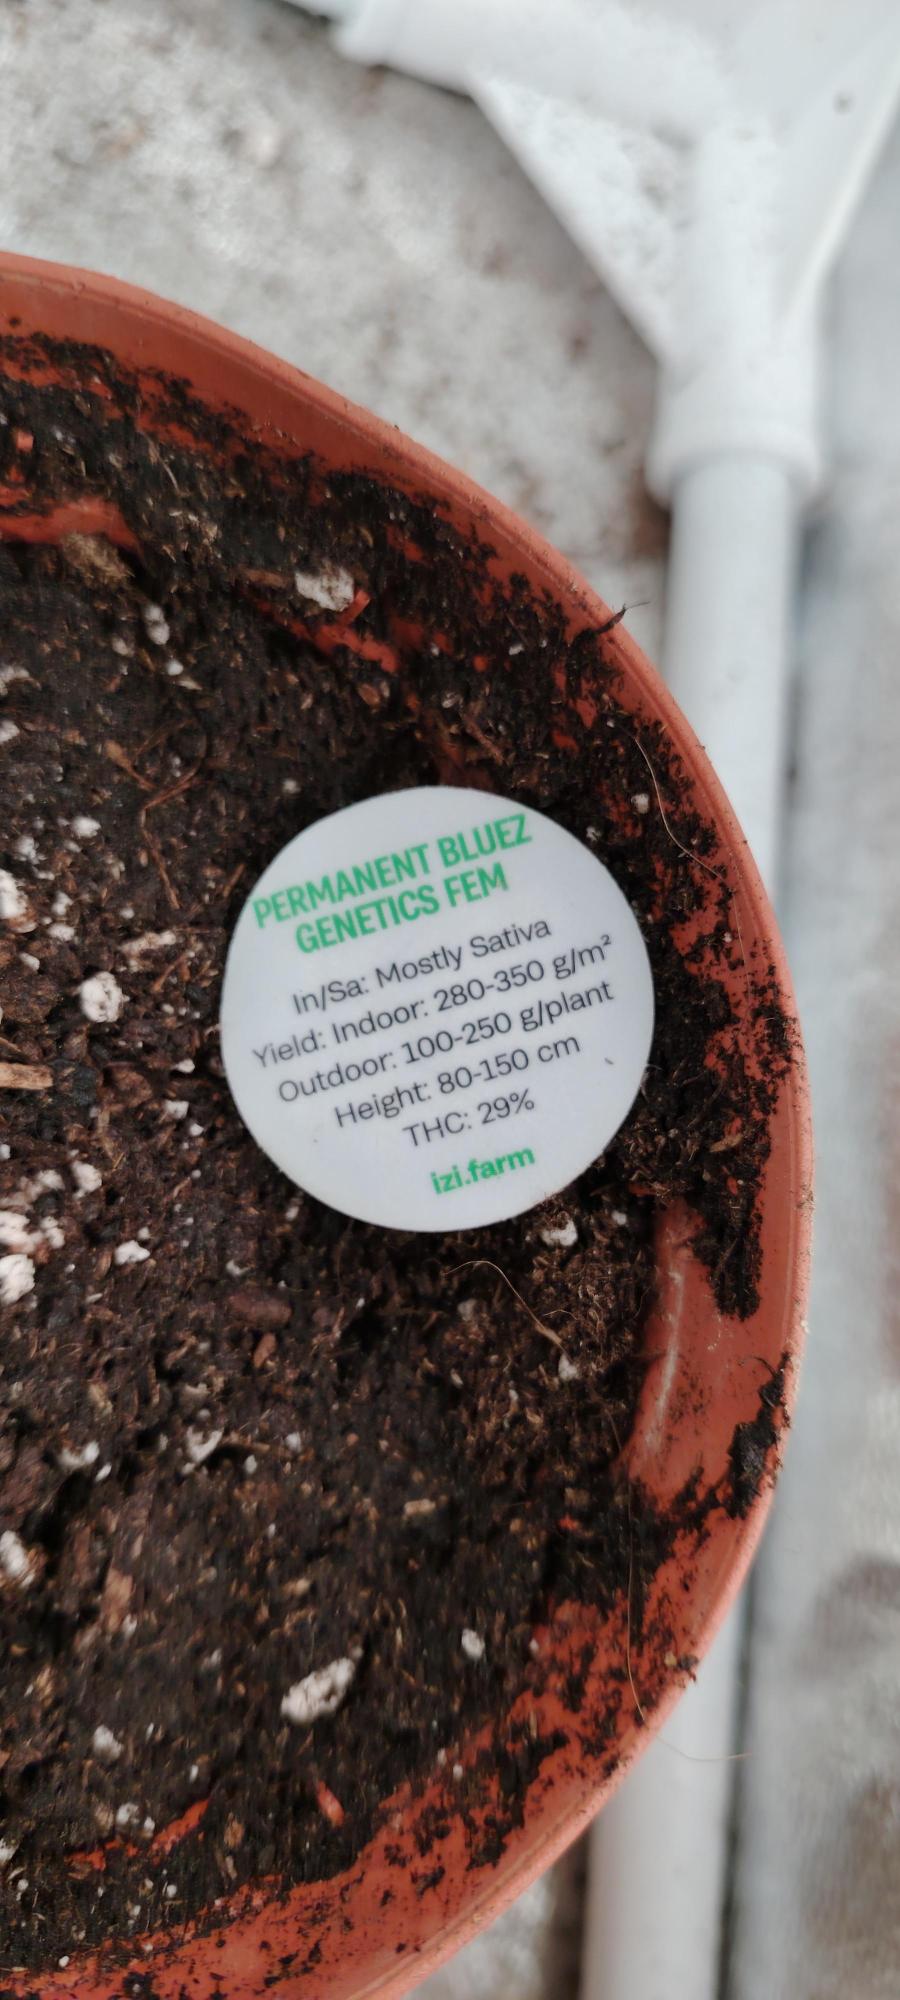 PERMANENT BLUEZ
GENETICS FEM
In/Sa: Mostly Sativa
Yield: Indoor: 280-350 g/m²
Outdoor: 100-250 g/plant
Height: 80-150 cm
THC: 29%
izi.farm